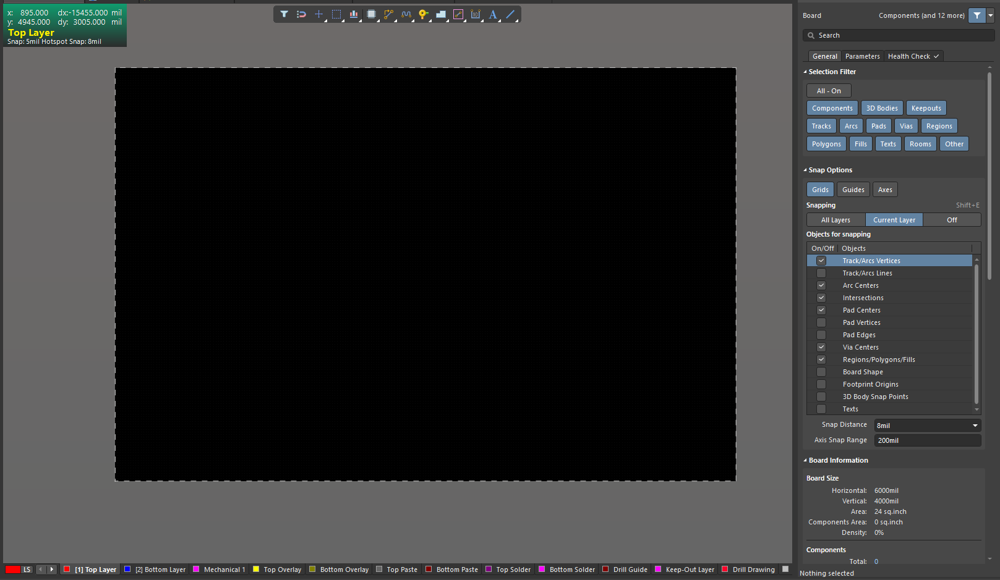 x: 895.000 dx:-15455.000 mil
y: 4945.000 dy: 3005.000 mil
Top Layer
Snap: 5mil Hotspot Snap: 8mil
Board Components (and 12 more)
Search
General Parameters Health Check
Selection Filter
All - On
Components 3D Bodies Keepouts
Tracks Arcs Pads Vias Regions
Polygons Fills Texts Rooms Other
Snap Options
Grids Guides Axes
Snapping Shift+E
All Layers Current Layer Off
Objects for snapping
On/Off Objects
Track/Arcs Vertices
Track/Arcs Lines
Arc Centers
Intersections
Pad Centers
Pad Vertices
Pad Edges
Via Centers
Regions/Polygons/Fills
Board Shape
Footprint Origins
3D Body Snap Points
Texts
Snap Distance 8mil
Axis Snap Range 200mil
Board Information
Board Size
Horizontal: 6000mil
Vertical: 4000mil
Area: 24 sq.inch
Components Area: 0 sq.inch
Density: 0%
Components
Total: 0
LS [1] Top Layer [2] Bottom Layer Mechanical 1 Top Overlay Bottom Overlay Top Paste Bottom Paste Top Solder Bottom Solder Drill Guide Keep-Out Layer Drill Drawing
Nothing selected